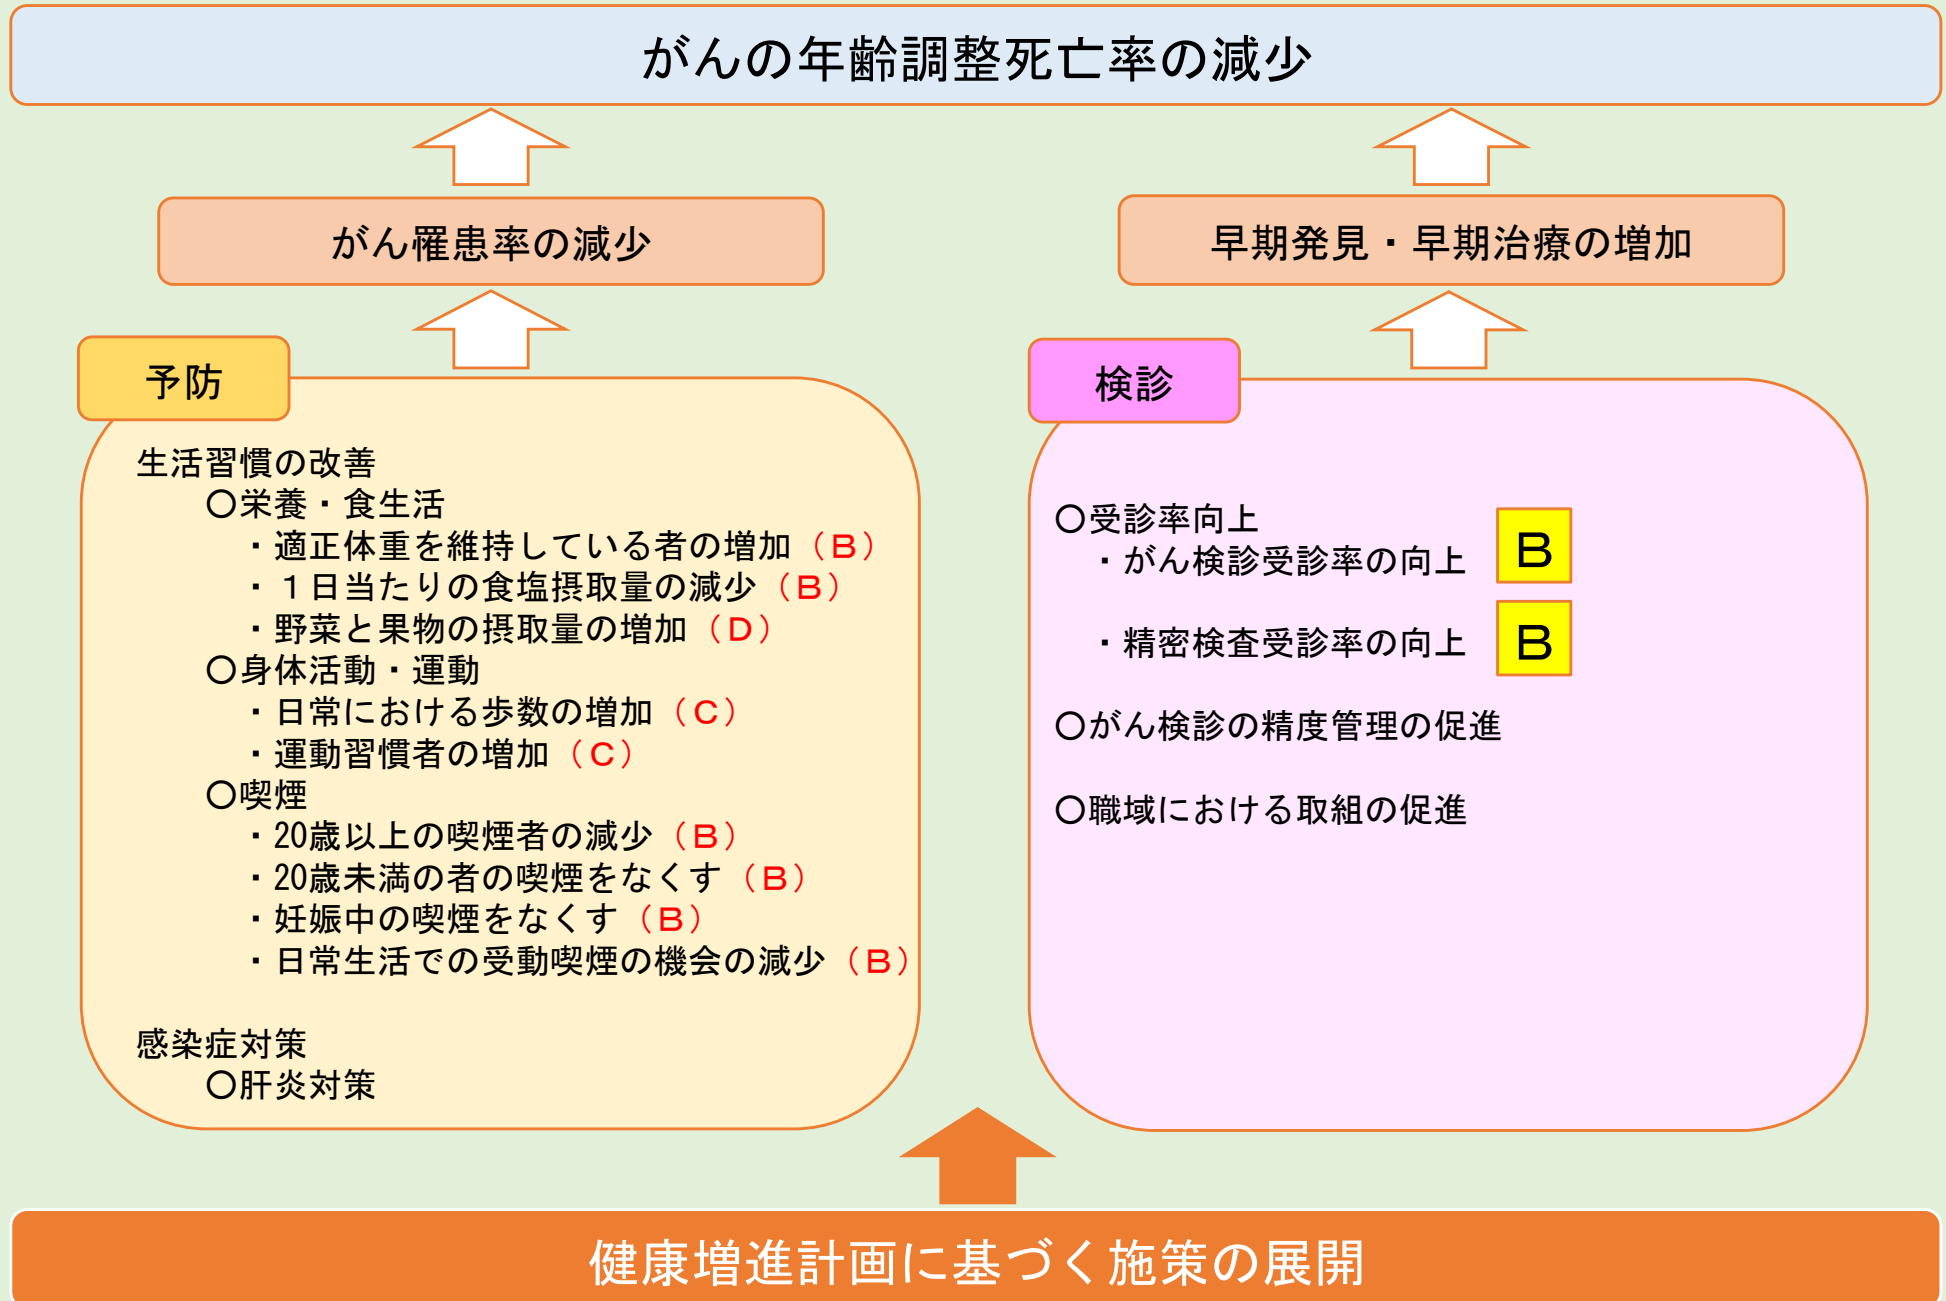 がんの年齢調整死亡率の減少
がん罹患率の減少
早期発見・早期治療の増加
予防
生活習慣の改善
〇栄養・食生活
・適正体重を維持している者の増加（Ｂ）
・１日当たりの食塩摂取量の減少（Ｂ）
・野菜と果物の摂取量の増加（Ｄ）
〇身体活動・運動
・日常における歩数の増加（Ｃ）
・運動習慣者の増加（Ｃ）
〇喫煙
・20歳以上の喫煙者の減少（Ｂ）
・20歳未満の者の喫煙をなくす（Ｂ）
・妊娠中の喫煙をなくす（Ｂ）
・日常生活での受動喫煙の機会の減少（Ｂ）
感染症対策
〇肝炎対策
検診
〇受診率向上
・がん検診受診率の向上 Ｂ
・精密検査受診率の向上 Ｂ
〇がん検診の精度管理の促進
〇職域における取組の促進
健康増進計画に基づく施策の展開